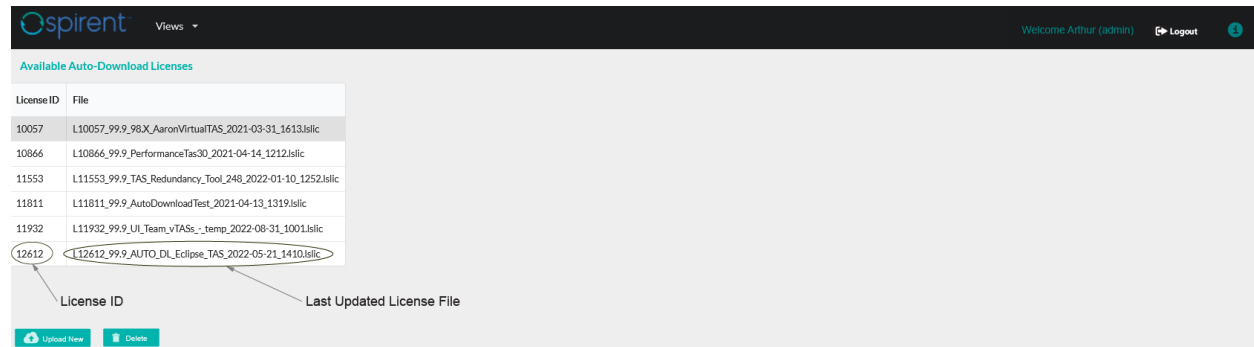 spirent Views Welcome Arthur (admin) Logout i
Available Auto-Download Licenses
License ID File
10057 L10057_99.9_98.X_AaronVirtualTAS_2021-03-31_1613.lslic
10866 L10866_99.9_PerformanceTas30_2021-04-14_1212.lslic
11553 L11553_99.9_TAS_Redundancy_Tool_248_2022-01-10_1252.lslic
11811 L11811_99.9_AutoDownloadTest_2021-04-13_1319.lslic
11932 L11932_99.9_UI_Team_vTASs_-_temp_2022-08-31_1001.lslic
12612 L12612_99.9_AUTO_DL_Eclipse_TAS_2022-05-21_1410.lslic
License ID Last Updated License File
Upload New Delete